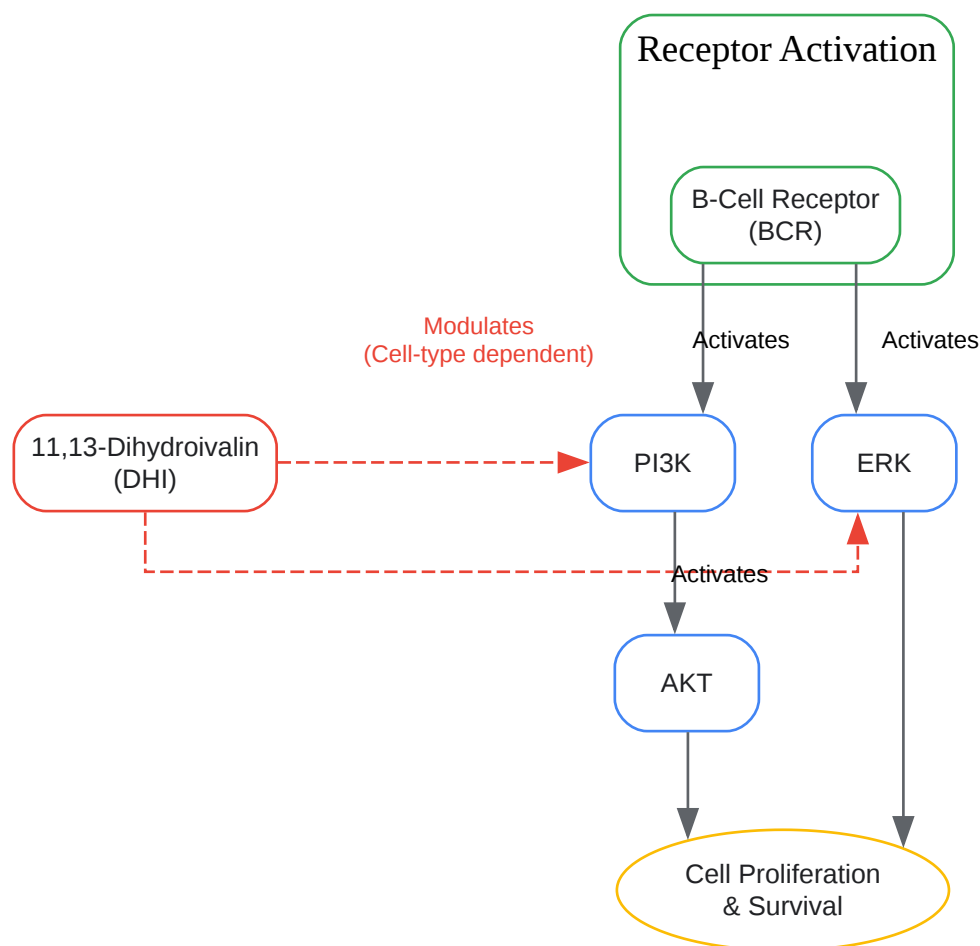 Receptor Activation
B-Cell Receptor
(BCR)
Modulates
(Cell-type dependent)
Activates
Activates
11,13-Dihydroivalin
(DHI)
PI3K
ERK
Activates
AKT
Cell Proliferation
& Survival